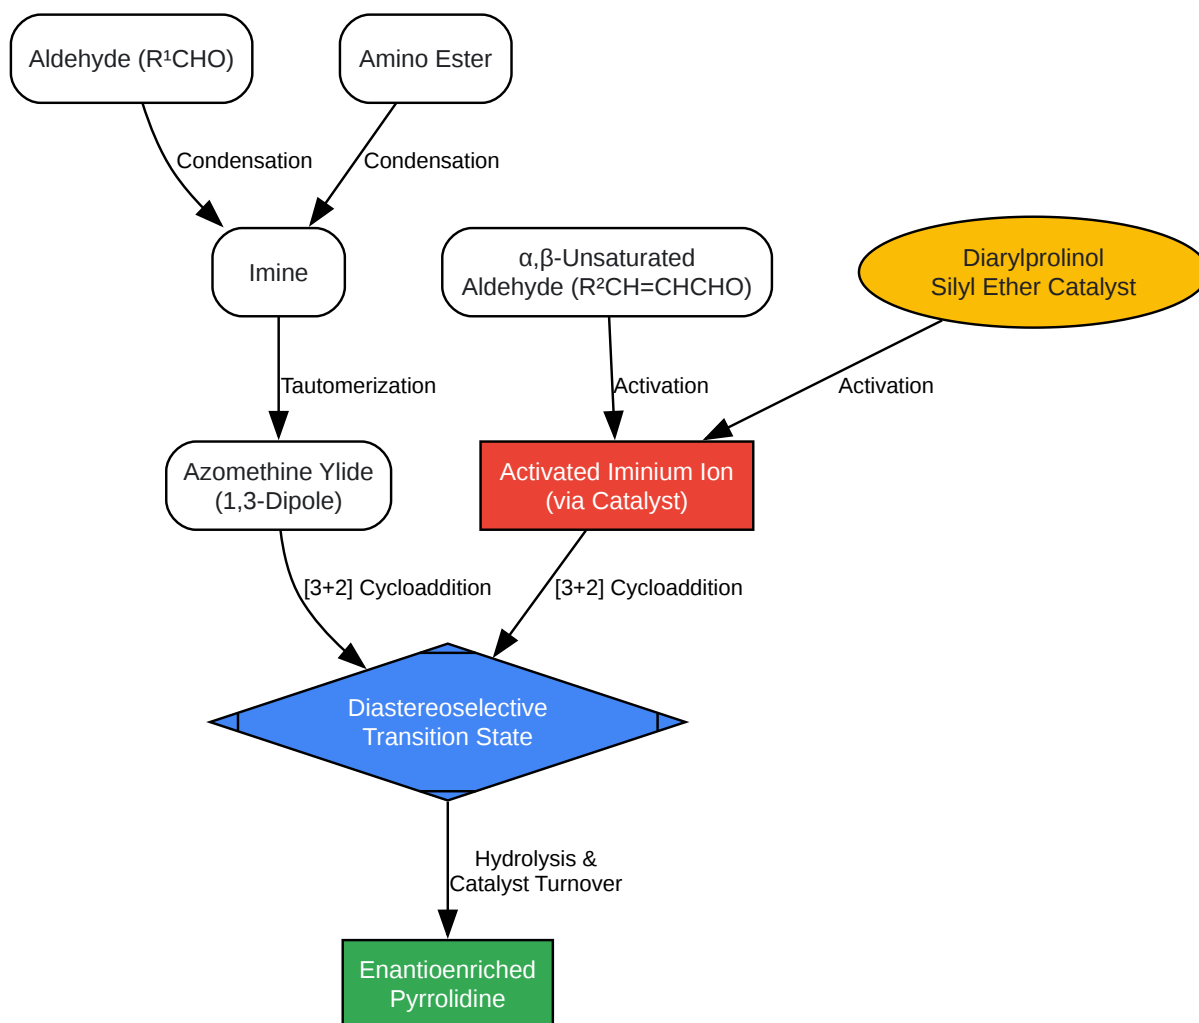 Aldehyde (R¹CHO)
Amino Ester
Condensation
Condensation
Imine
α,β-Unsaturated
Aldehyde (R²CH=CHCHO)
Diarylprolinol
Silyl Ether Catalyst
Tautomerization
Activation
Activation
Azomethine Ylide
(1,3-Dipole)
Activated Iminium Ion
(via Catalyst)
[3+2] Cycloaddition
[3+2] Cycloaddition
Diastereoselective
Transition State
Hydrolysis &
Catalyst Turnover
Enantioenriched
Pyrrolidine